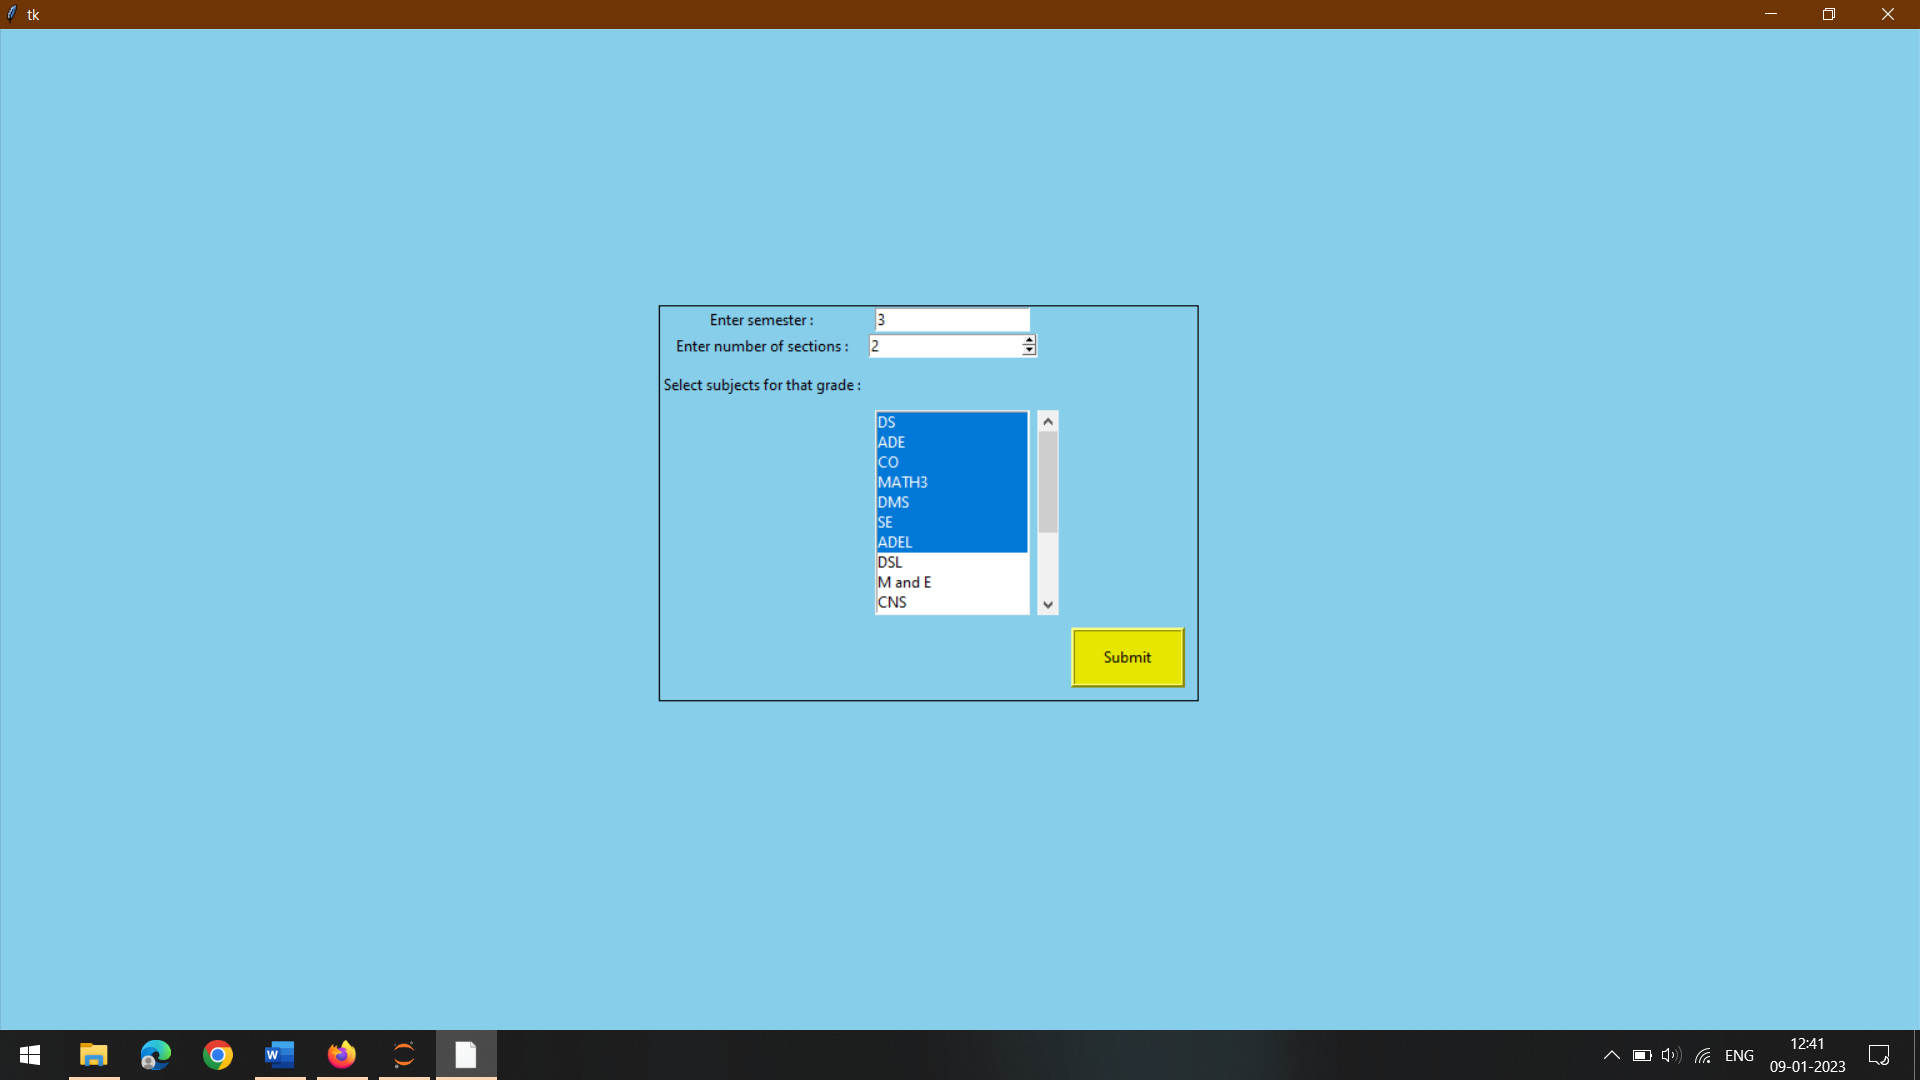 tk
Enter semester : 3
Enter number of sections : 2
Select subjects for that grade :
DS
ADE
CO
MATH3
DMS
SE
ADEL
DSL
M and E
CNS
Submit
W
ENG
12:41
09-01-2023